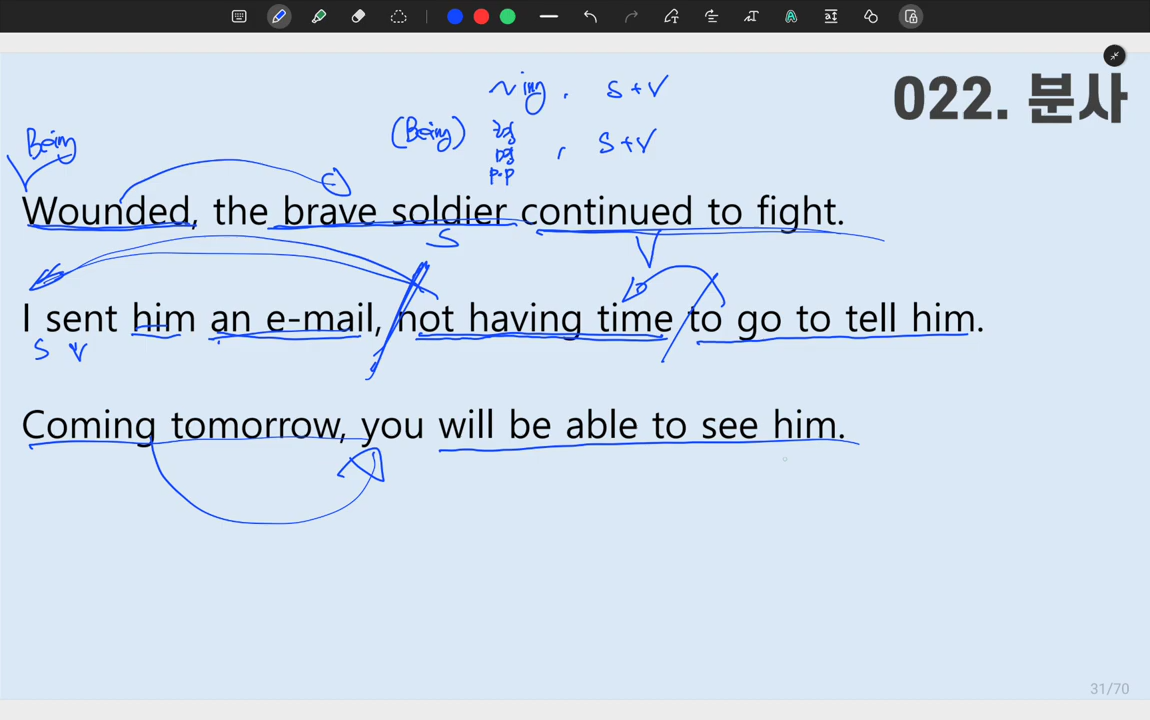 022. 분사
~ing, S+V
(Being) 형
명
p.p , S+V
Being
Wounded, the brave soldier continued to fight.
S V
I sent him an e-mail, not having time to go to tell him.
S V
Coming tomorrow, you will be able to see him.
31/70